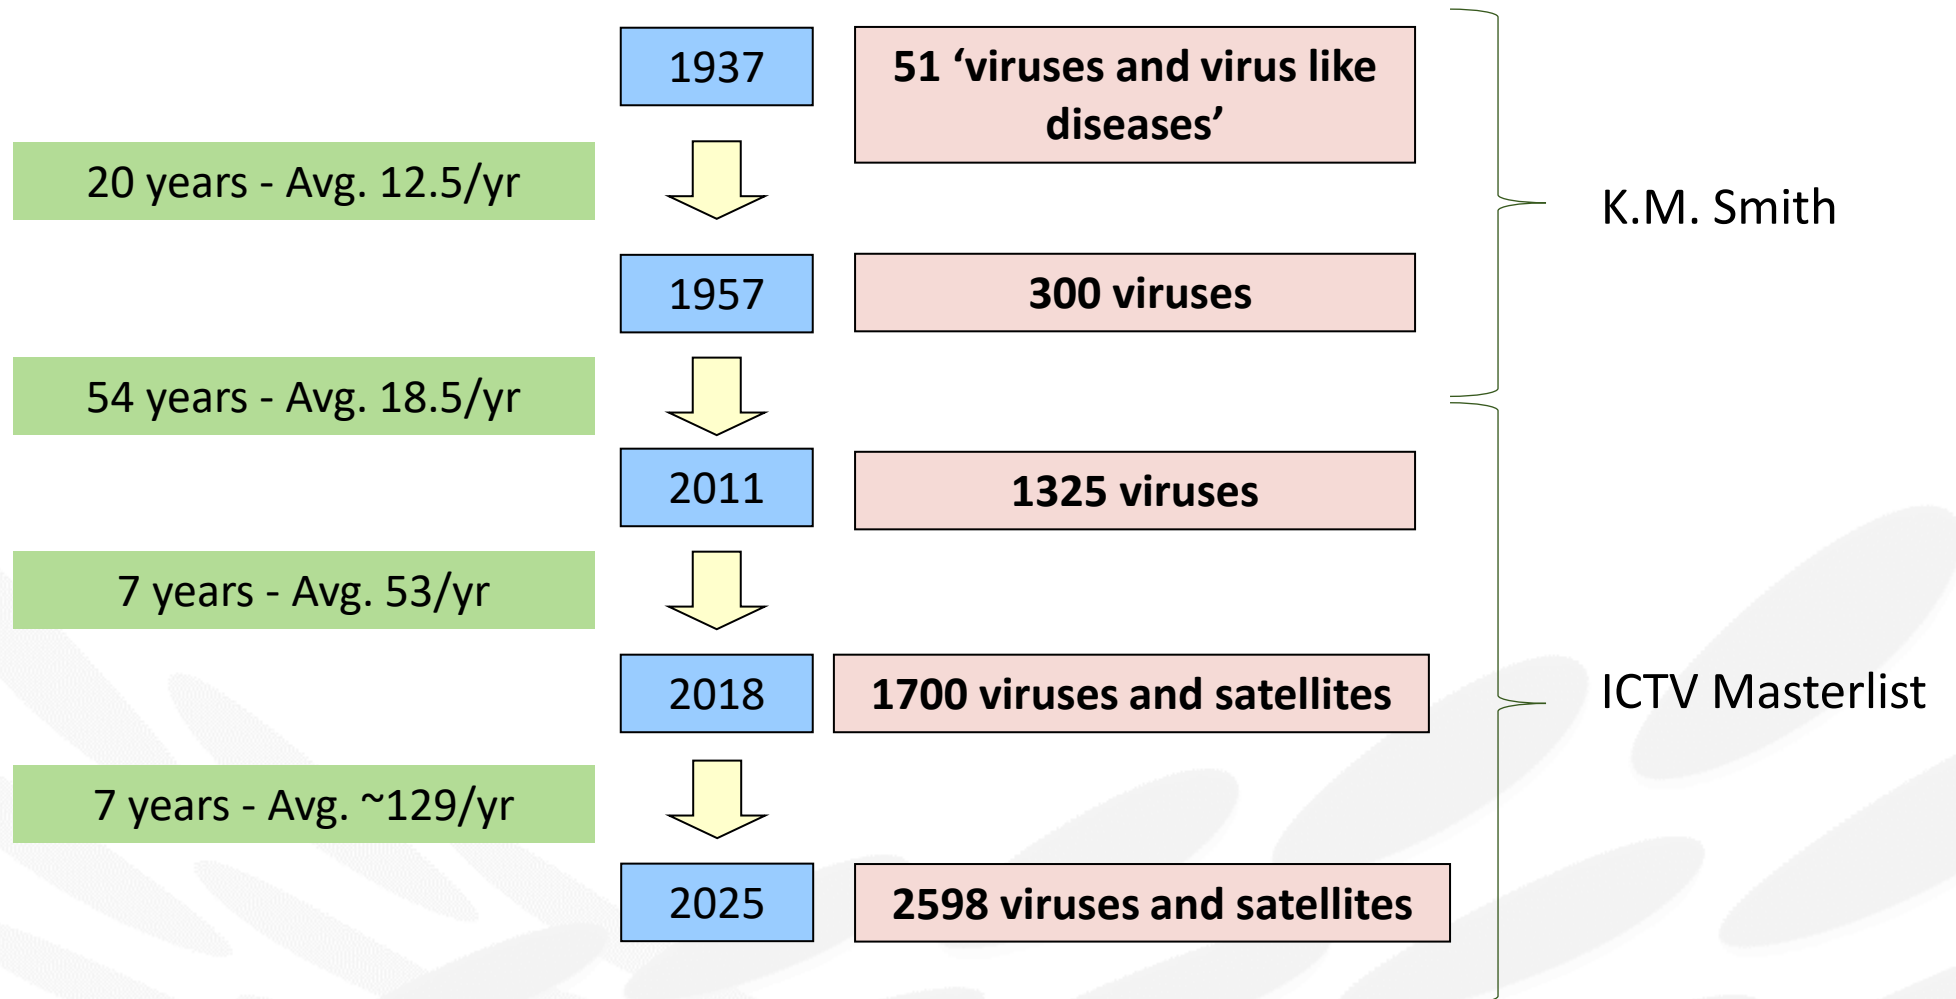 1937
51 ‘viruses and virus like
diseases’
20 years - Avg. 12.5/yr
K.M. Smith
1957
300 viruses
54 years - Avg. 18.5/yr
2011
1325 viruses
7 years - Avg. 53/yr
2018
1700 viruses and satellites
ICTV Masterlist
7 years - Avg. ~129/yr
2025
2598 viruses and satellites